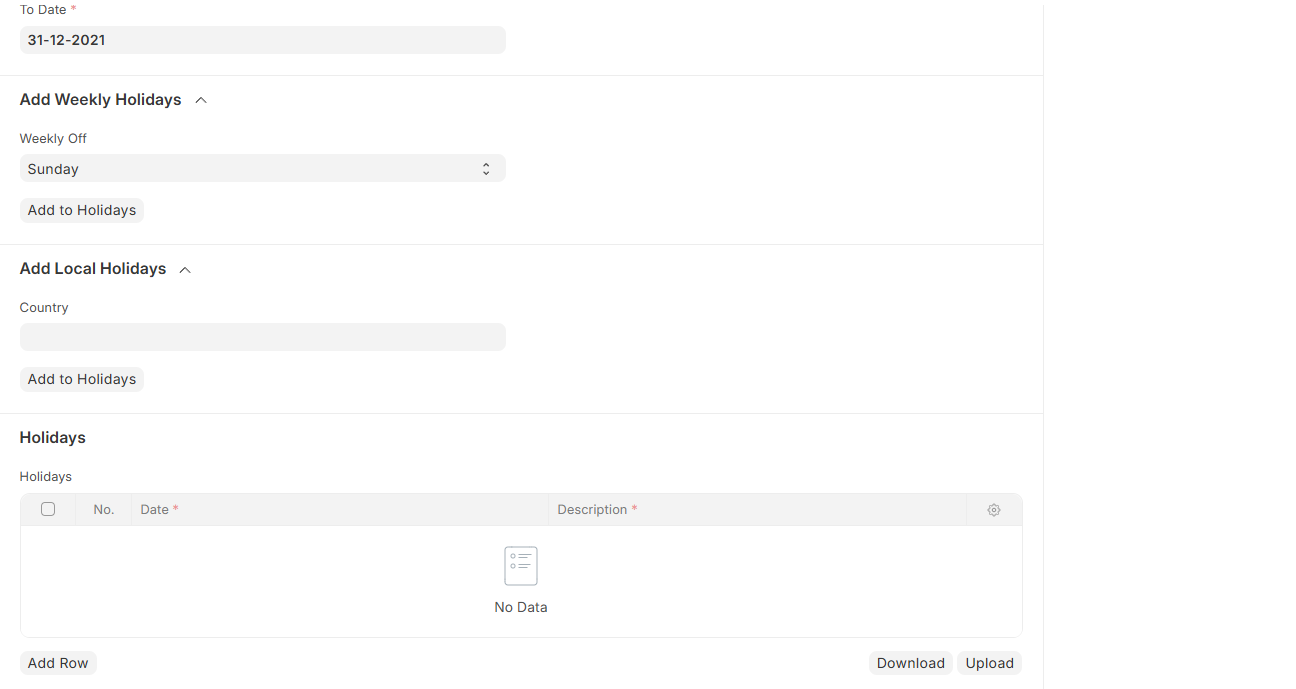 To Date *
31-12-2021
Add Weekly Holidays
Weekly Off
Sunday
Add to Holidays
Add Local Holidays
Country
Add to Holidays
Holidays
Holidays
No. Date * Description *
No Data
Add Row Download Upload